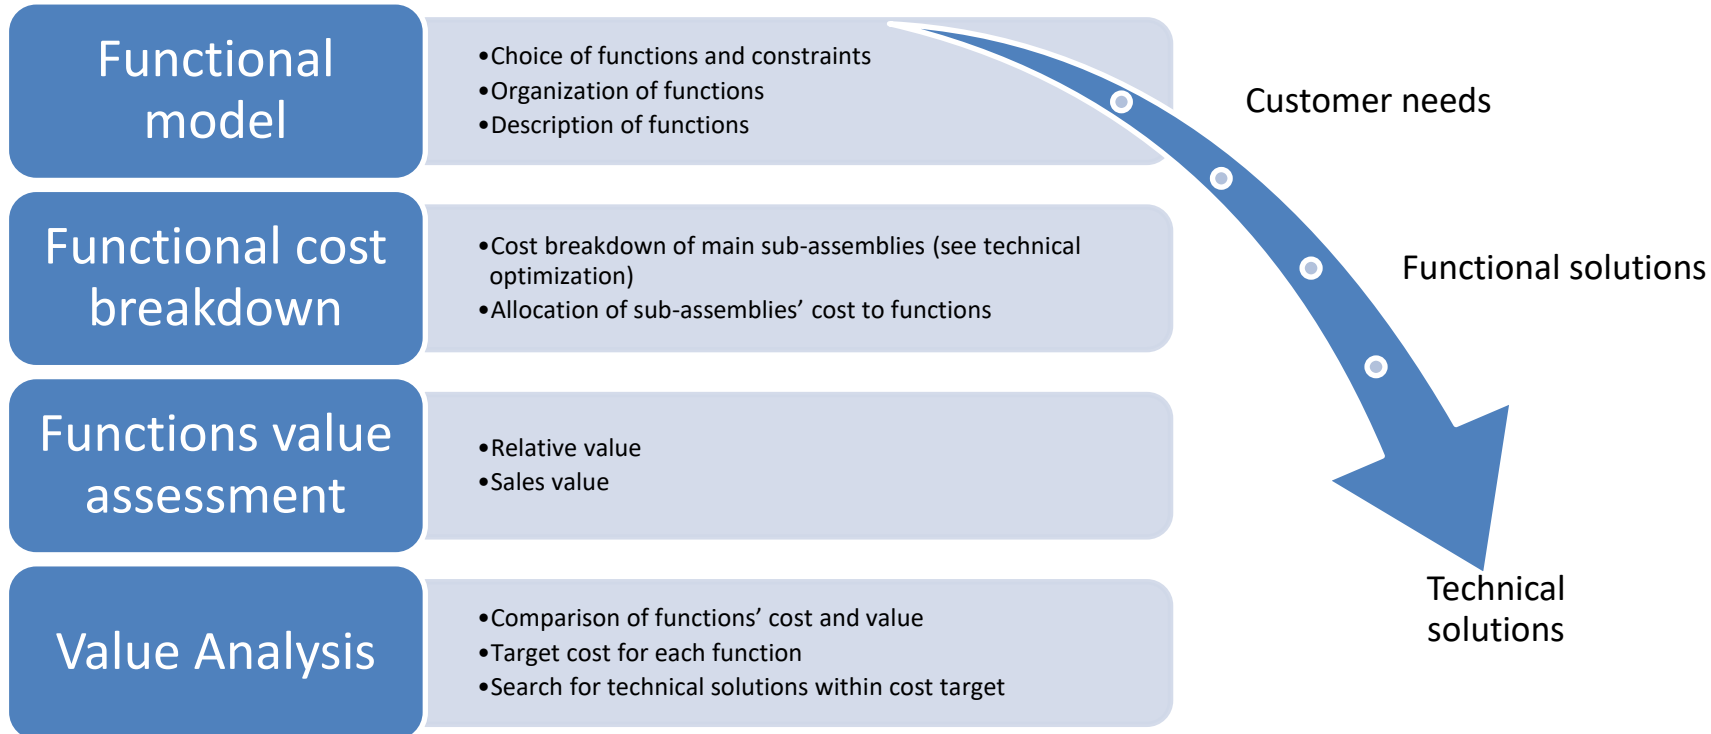 Functional
model
•Choice of functions and constraints
•Organization of functions
•Description of functions
Customer needs
Functional cost
breakdown
•Cost breakdown of main sub-assemblies (see technical
optimization)
•Allocation of sub-assemblies’ cost to functions
Functional solutions
Functions value
assessment
•Relative value
•Sales value
Technical
solutions
Value Analysis
•Comparison of functions’ cost and value
•Target cost for each function
•Search for technical solutions within cost target